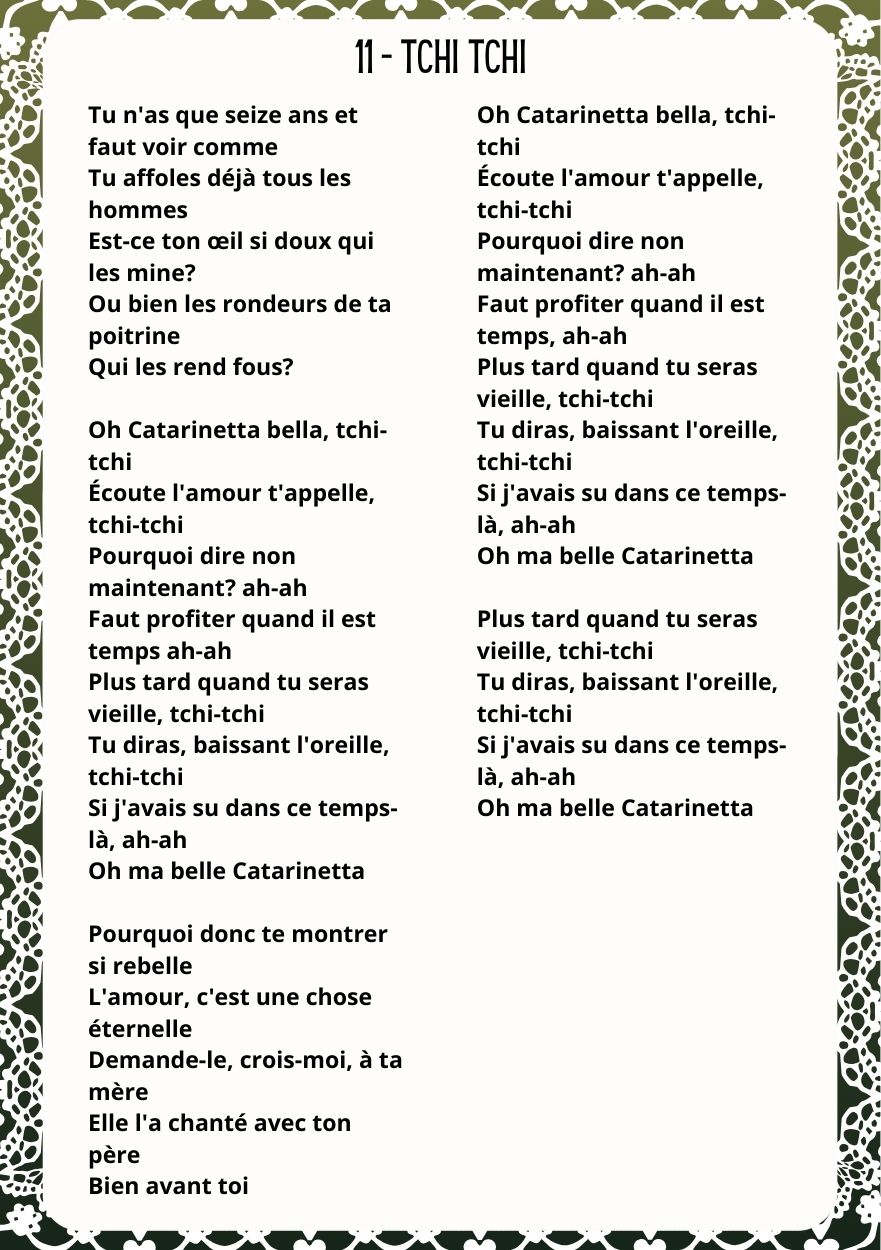 11 - TCHI TCHI
Tu n'as que seize ans et
faut voir comme
Tu affoles déjà tous les
hommes
Est-ce ton œil si doux qui
les mine?
Ou bien les rondeurs de ta
poitrine
Qui les rend fous?
Oh Catarinetta bella, tchi-
tchi
Écoute l'amour t'appelle,
tchi-tchi
Pourquoi dire non
maintenant? ah-ah
Faut profiter quand il est
temps ah-ah
Plus tard quand tu seras
vieille, tchi-tchi
Tu diras, baissant l'oreille,
tchi-tchi
Si j'avais su dans ce temps-
là, ah-ah
Oh ma belle Catarinetta
Pourquoi donc te montrer
si rebelle
L'amour, c'est une chose
éternelle
Demande-le, crois-moi, à ta
mère
Elle l'a chanté avec ton
père
Bien avant toi
Oh Catarinetta bella, tchi-
tchi
Écoute l'amour t'appelle,
tchi-tchi
Pourquoi dire non
maintenant? ah-ah
Faut profiter quand il est
temps, ah-ah
Plus tard quand tu seras
vieille, tchi-tchi
Tu diras, baissant l'oreille,
tchi-tchi
Si j'avais su dans ce temps-
là, ah-ah
Oh ma belle Catarinetta
Plus tard quand tu seras
vieille, tchi-tchi
Tu diras, baissant l'oreille,
tchi-tchi
Si j'avais su dans ce temps-
là, ah-ah
Oh ma belle Catarinetta